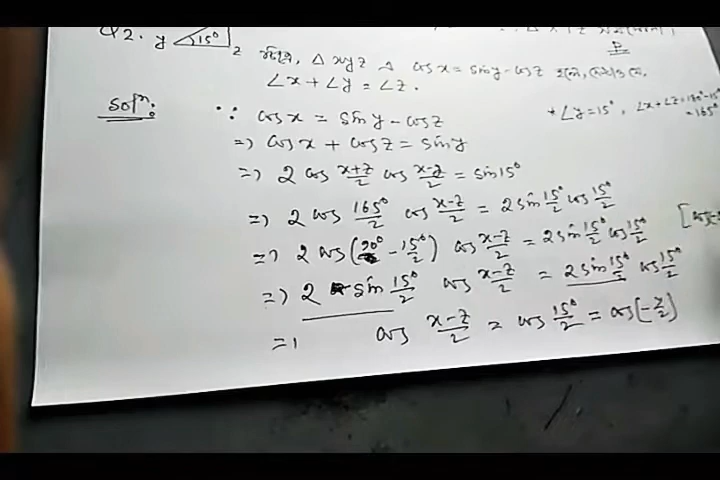 Q2. y 15° z
Δ xyz এ cos x = sin y - cos z হলে,
∠x + ∠y = ∠z.
Solⁿ: ∵ cos x = sin y - cos z
* ∠y = 15°, ∠x + ∠z = 180° - 15°
= 165°
=> cos x + cos z = sin y
=> 2 cos x+z/2 cos x-z/2 = sin 15°
=> 2 cos 165°/2 cos x-z/2 = 2 sin 15°/2 cos 15°/2
=> 2 cos (90° - 15°/2) cos x-z/2 = 2 sin 15°/2 cos 15°/2
=> 2 sin 15°/2 cos x-z/2 = 2 sin 15°/2 cos 15°/2
=> cos x-z/2 = cos 15°/2